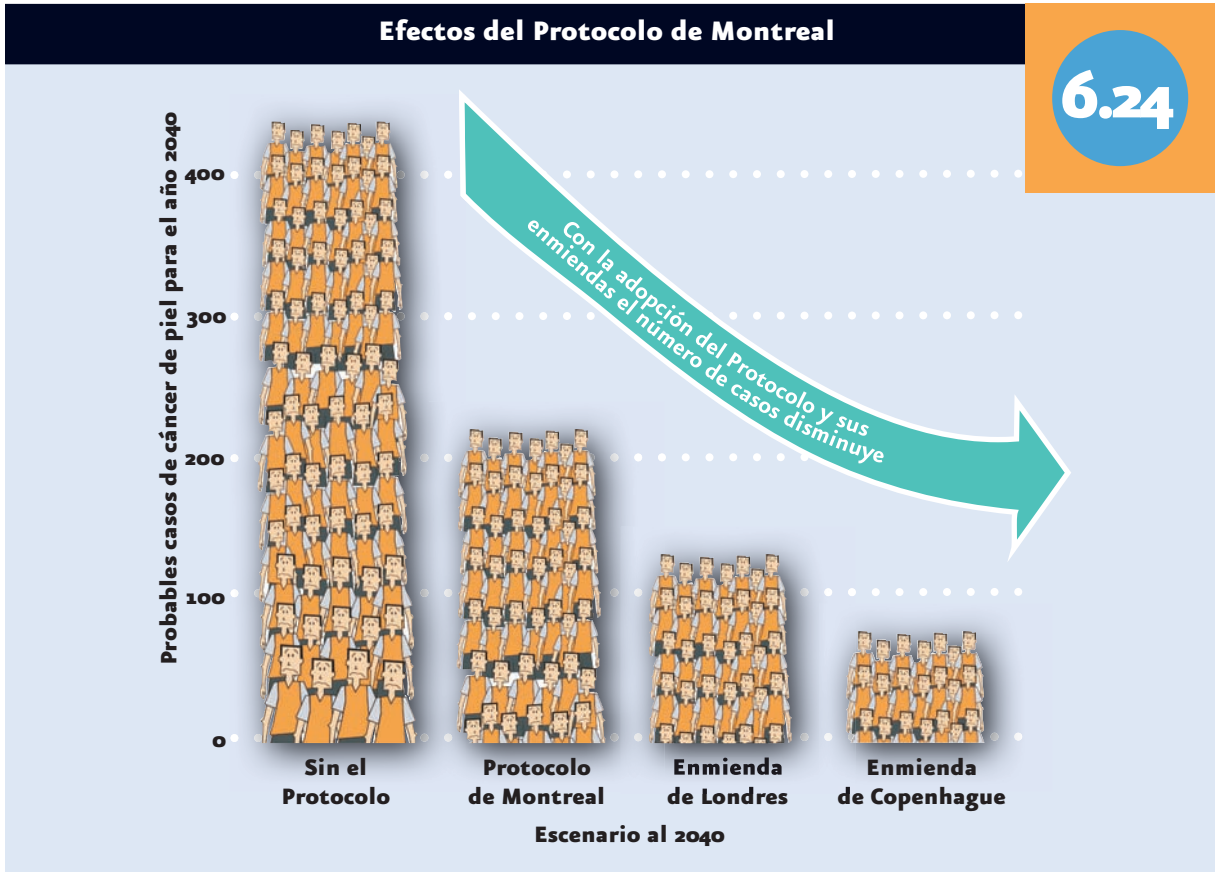 Efectos del Protocolo de Montreal
6.24
Probables casos de cáncer de piel para el año 2040
400
300
200
100
0
Con la adopción del Protocolo y sus
enmiendas el número de casos disminuye
Sin el
Protocolo
Protocolo
de Montreal
Enmienda
de Londres
Enmienda
de Copenhague
Escenario al 2040